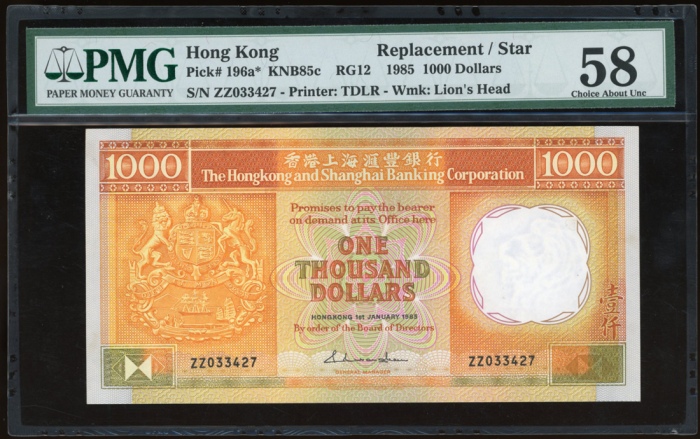 PMG
PAPER MONEY GUARANTY
Hong Kong Replacement / Star
Pick# 196a* KNB85c RG12 1985 1000 Dollars
S/N ZZ033427 - Printer: TDLR - Wmk: Lion's Head
58
Choice About Unc
1000
香港上海滙豐銀行
The Hongkong and Shanghai Banking Corporation
1000
Promises to pay the bearer
on demand at its Office here
ONE
THOUSAND
DOLLARS
HONGKONG 1st JANUARY 1985
By order of the Board of Directors
壹仟
ZZ033427
ZZ033427
GENERAL MANAGER